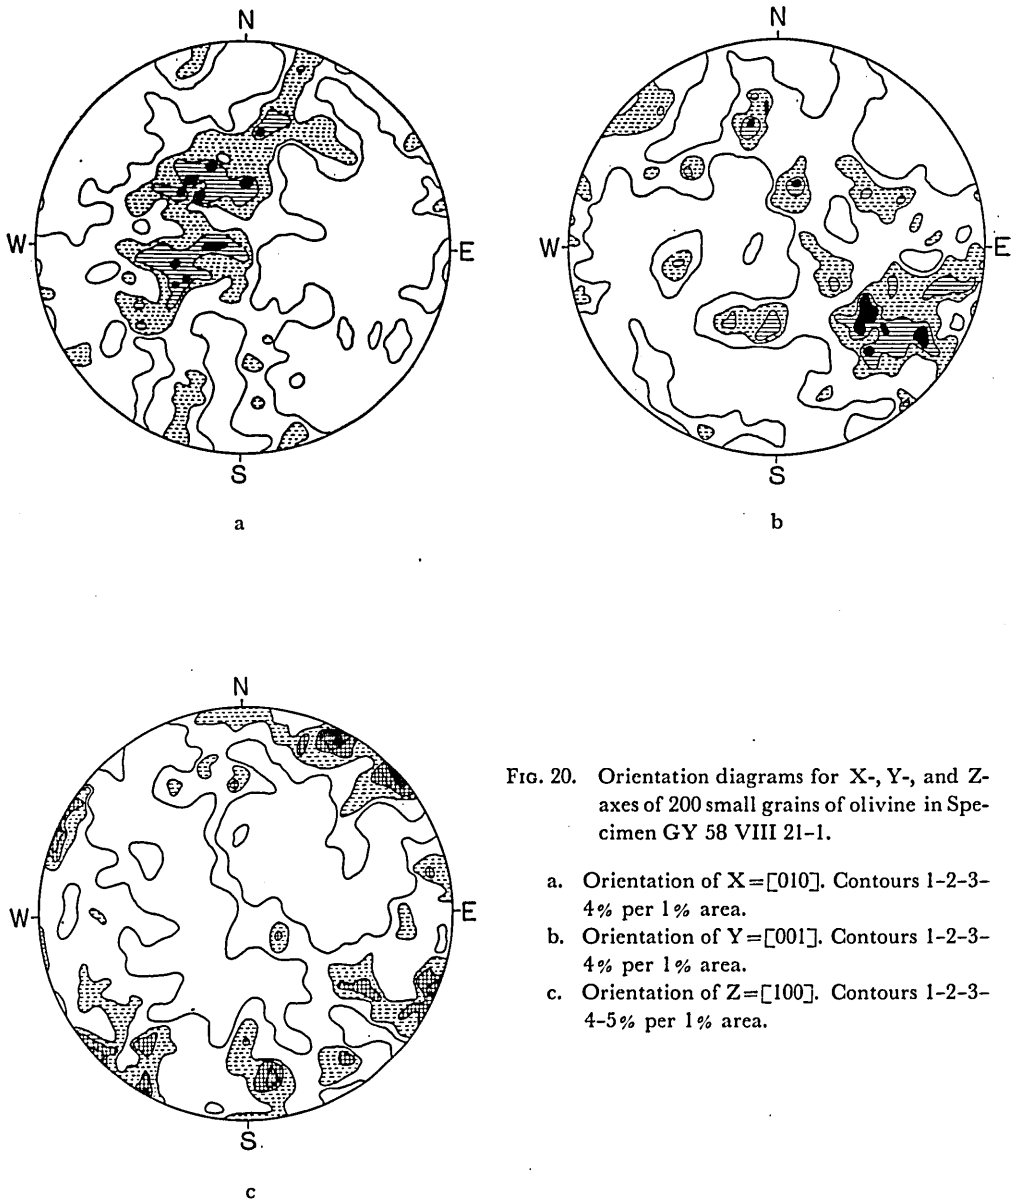 N
N
W
E
W
E
S
S
a
b
N
FIG. 20. Orientation diagrams for X-, Y-, and Z-
axes of 200 small grains of olivine in Spe-
cimen GY 58 VIII 21-1.
a. Orientation of X=[010]. Contours 1-2-3-
4% per 1% area.
W
E
b. Orientation of Y=[001]. Contours 1-2-3-
4% per 1% area.
c. Orientation of Z=[100]. Contours 1-2-3-
4-5% per 1% area.
S.
c